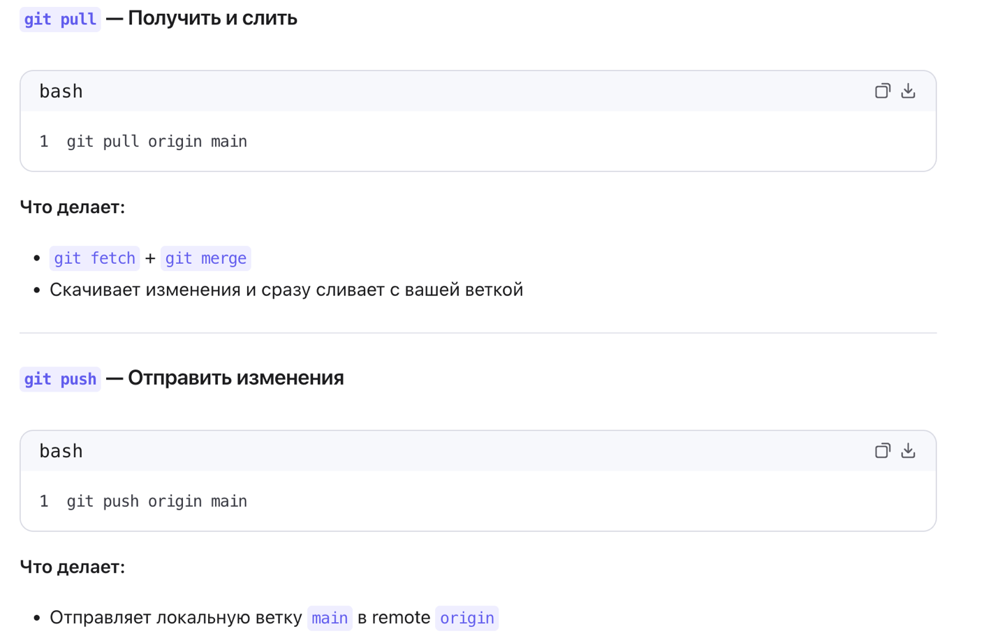 git pull — Получить и слить
bash
1 git pull origin main
Что делает:
• git fetch + git merge
• Скачивает изменения и сразу сливает с вашей веткой
git push — Отправить изменения
bash
1 git push origin main
Что делает:
• Отправляет локальную ветку main в remote origin